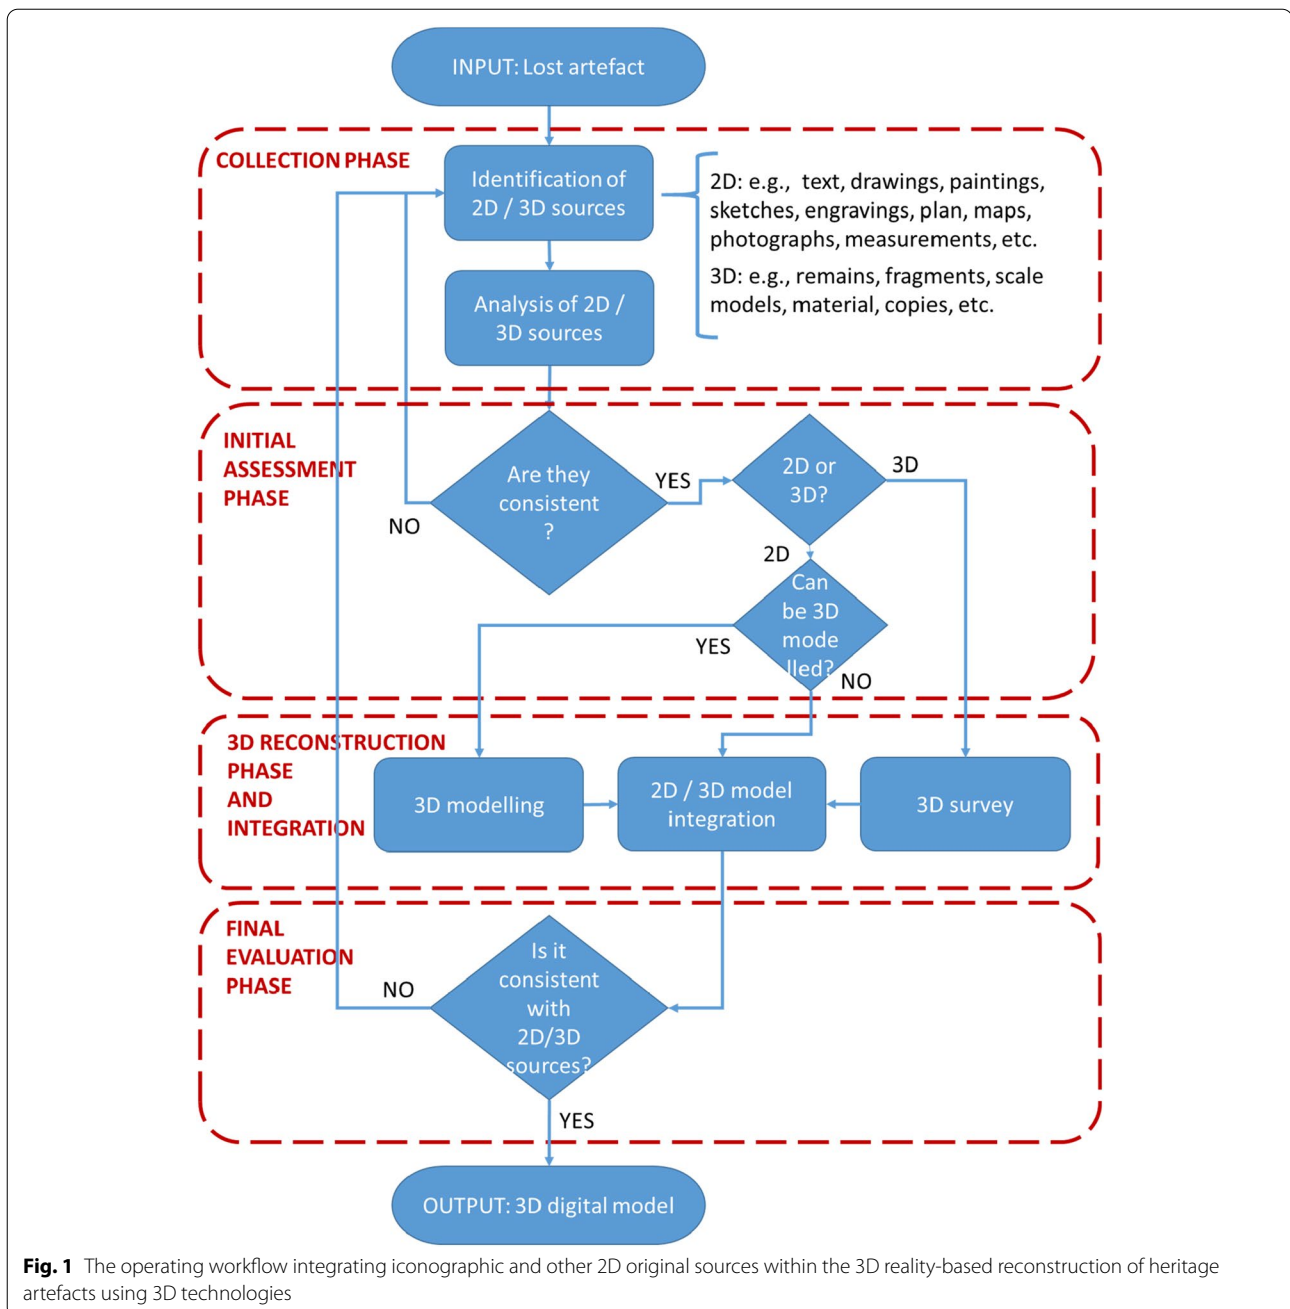 INPUT: Lost artefact
COLLECTION PHASE
Identification of
2D / 3D sources
2D: e.g., text, drawings, paintings,
sketches, engravings, plan, maps,
photographs, measurements, etc.
3D: e.g., remains, fragments, scale
models, material, copies, etc.
Analysis of 2D /
3D sources
INITIAL
ASSESSMENT
PHASE
Are they
consistent
?
YES
NO
2D or
3D?
3D
2D
Can
be 3D
mode
lled?
YES
NO
3D RECONSTRUCTION
PHASE
AND
INTEGRATION
3D modelling
2D / 3D model
integration
3D survey
FINAL
EVALUATION
PHASE
Is it
consistent
with
2D/3D
sources?
NO
YES
OUTPUT: 3D digital model
Fig. 1 The operating workflow integrating iconographic and other 2D original sources within the 3D reality-based reconstruction of heritage
artefacts using 3D technologies